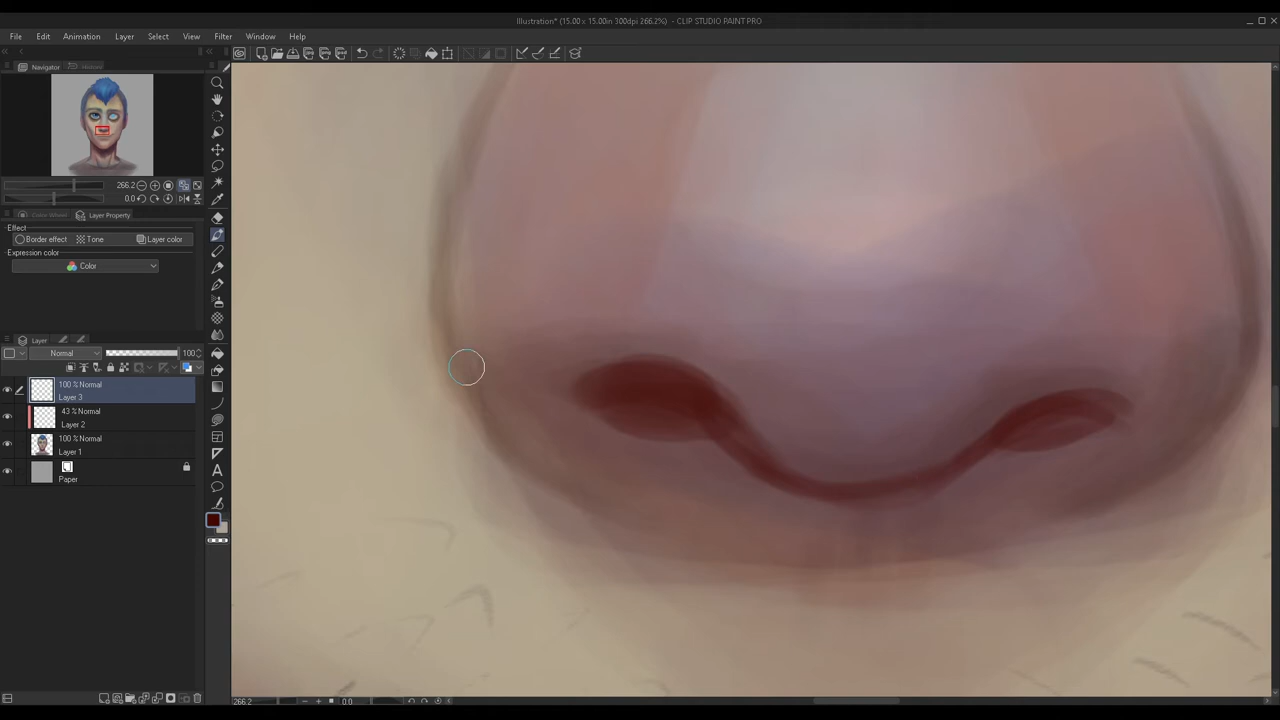 Illustration* (15.00 x 15.00in 300dpi 266.2%) - CLIP STUDIO PAINT PRO
File Edit Animation Layer Select View Filter Window Help
Navigator History
266.2
0.0
Color Wheel Layer Property
Effect
Border effect Tone Layer color
Expression color
Color
Layer
Normal 100
100 % Normal
Layer 3
43 % Normal
Layer 2
100 % Normal
Layer 1
Paper
266.2 0.0